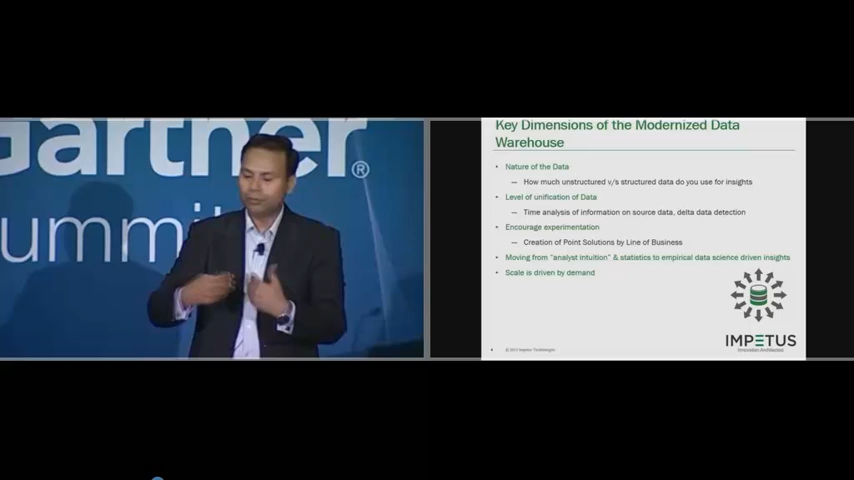 Gartner®
ummi
Key Dimensions of the Modernized Data
Warehouse
• Nature of the Data
— How much unstructured v/s structured data do you use for insights
• Level of unification of Data
— Time analysis of information on source data, delta data detection
• Encourage experimentation
— Creation of Point Solutions by Line of Business
• Moving from "analyst intuition" & statistics to empirical data science driven insights
• Scale is driven by demand
IMPETUS